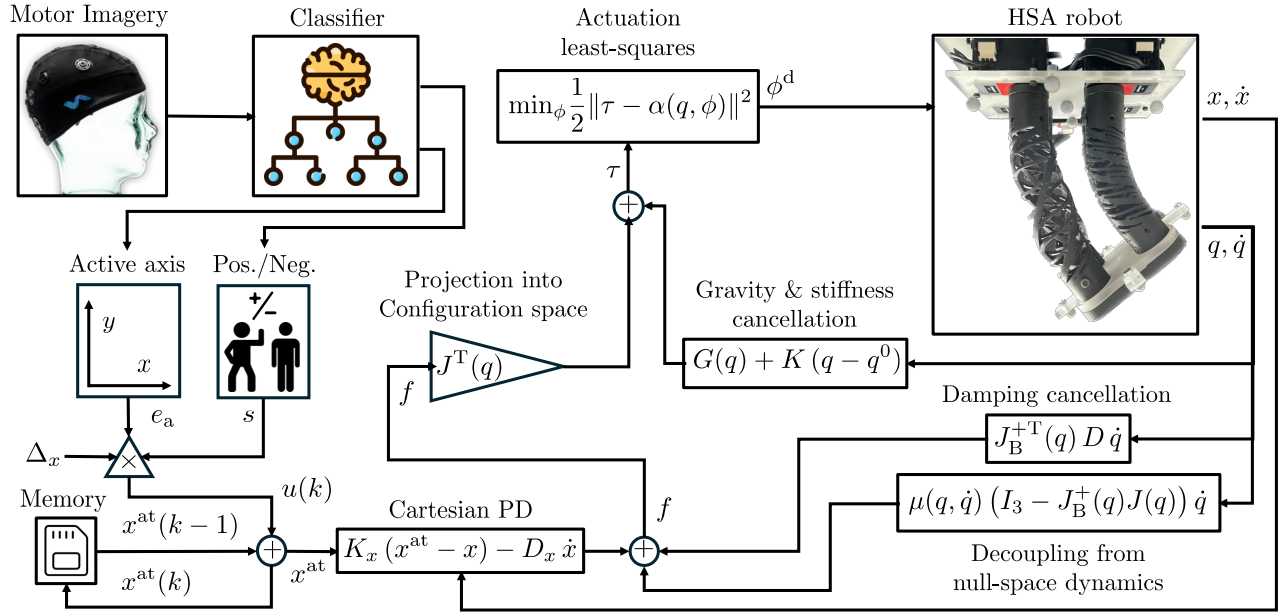 Motor Imagery
Classifier
Actuation
least-squares
HSA robot
min_ϕ 1/2 ‖τ − α(q, ϕ)‖²
ϕ^d
x, ẋ
τ
+
q, q̇
Active axis
Pos./Neg.
y
x
+/−
Projection into
Configuration space
J^T(q)
f
Gravity & stiffness
cancellation
G(q) + K (q − q⁰)
Damping cancellation
J_B^{+T}(q) D q̇
e_a
s
Δ_x
×
u(k)
Memory
x^at(k − 1)
x^at(k)
+
x^at
Cartesian PD
K_x (x^at − x) − D_x ẋ
f
+
μ(q, q̇) (I_3 − J_B^+(q)J(q)) q̇
Decoupling from
null-space dynamics